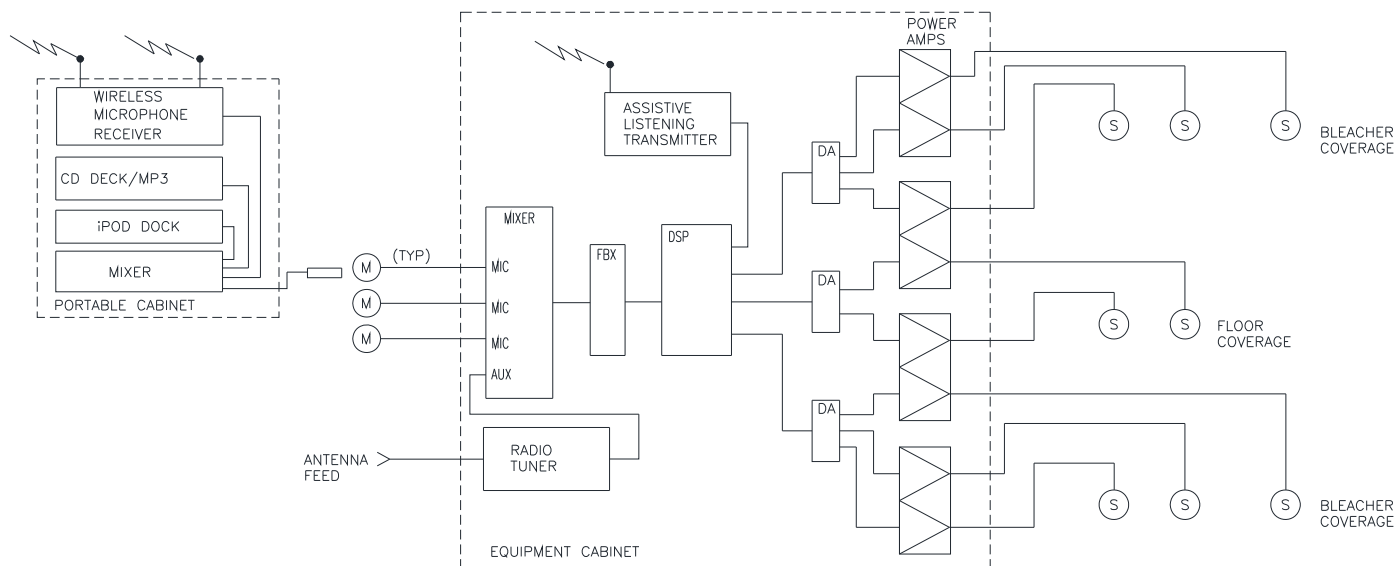 POWER
AMPS
WIRELESS
MICROPHONE
RECEIVER
CD DECK/MP3
iPOD DOCK
MIXER
PORTABLE CABINET
ASSISTIVE
LISTENING
TRANSMITTER
(TYP)
M
M
M
MIXER
MIC
MIC
MIC
AUX
FBX
DSP
RADIO
TUNER
ANTENNA
FEED
EQUIPMENT CABINET
DA
DA
DA
S
S
S
BLEACHER
COVERAGE
S
S
FLOOR
COVERAGE
S
S
S
BLEACHER
COVERAGE